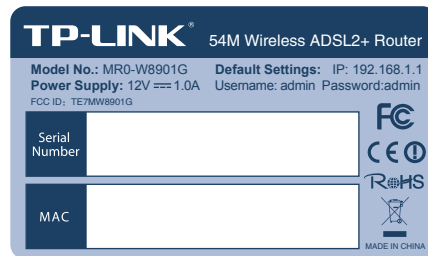 TP-LINK®
54M Wireless ADSL2+ Router
Model No.: MR0-W8901G Default Settings: IP: 192.168.1.1
Power Supply: 12V⎓1.0A Username: admin Password:admin
FCC ID: TE7MW8901G
FC
Serial
Number
CE
RoHS
MAC
MADE IN CHINA